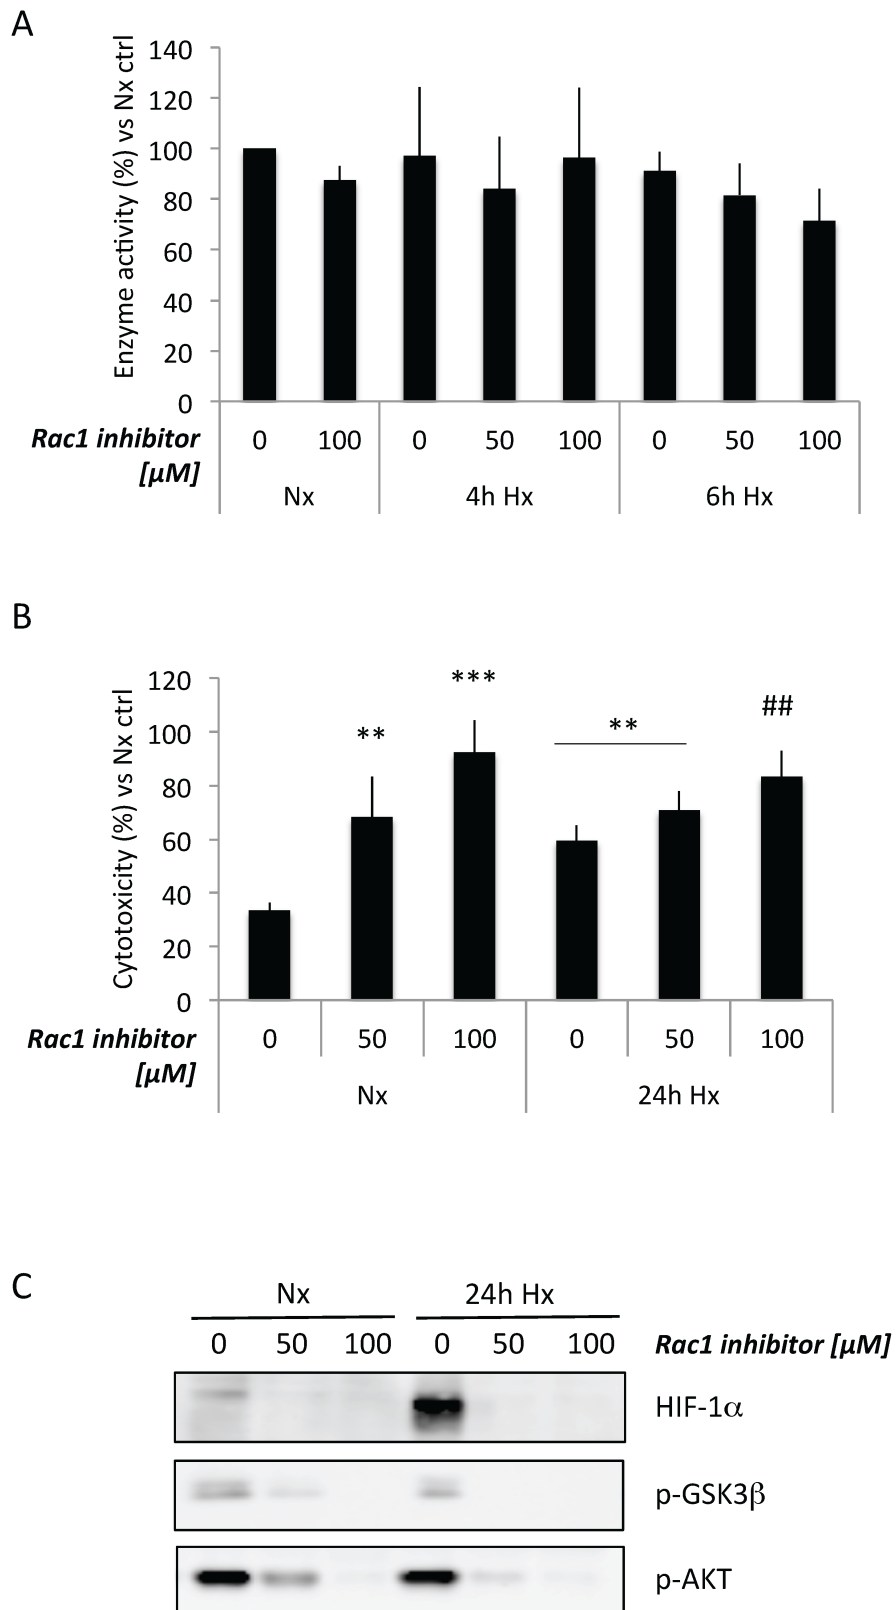 A
Enzyme activity (%) vs Nx ctrl
140
120
100
80
60
40
20
0
Rac1 inhibitor
[µM]
0 100 0 50 100 0 50 100
Nx 4h Hx 6h Hx
B
Cytotoxicity (%) vs Nx ctrl
120
100
80
60
40
20
0
** *** ** ##
Rac1 inhibitor
[µM]
0 50 100 0 50 100
Nx 24h Hx
C
Nx 24h Hx
0 50 100 0 50 100 Rac1 inhibitor [µM]
HIF-1α
p-GSK3β
p-AKT